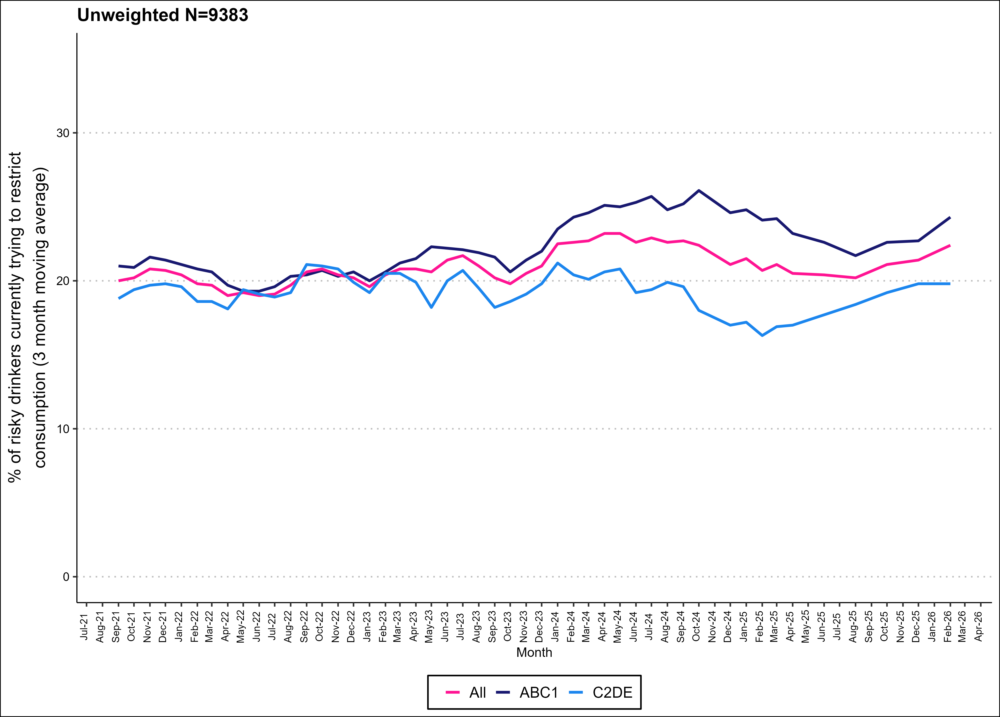 Unweighted N=9383
% of risky drinkers currently trying to restrict
consumption (3 month moving average)
30
20
10
0
Jul-21
Aug-21
Sep-21
Oct-21
Nov-21
Dec-21
Jan-22
Feb-22
Mar-22
Apr-22
May-22
Jun-22
Jul-22
Aug-22
Sep-22
Oct-22
Nov-22
Dec-22
Jan-23
Feb-23
Mar-23
Apr-23
May-23
Jun-23
Jul-23
Aug-23
Sep-23
Oct-23
Nov-23
Dec-23
Jan-24
Feb-24
Mar-24
Apr-24
May-24
Jun-24
Jul-24
Aug-24
Sep-24
Oct-24
Nov-24
Dec-24
Jan-25
Feb-25
Mar-25
Apr-25
May-25
Jun-25
Jul-25
Aug-25
Sep-25
Oct-25
Nov-25
Dec-25
Jan-26
Feb-26
Mar-26
Apr-26
Month
All ABC1 C2DE